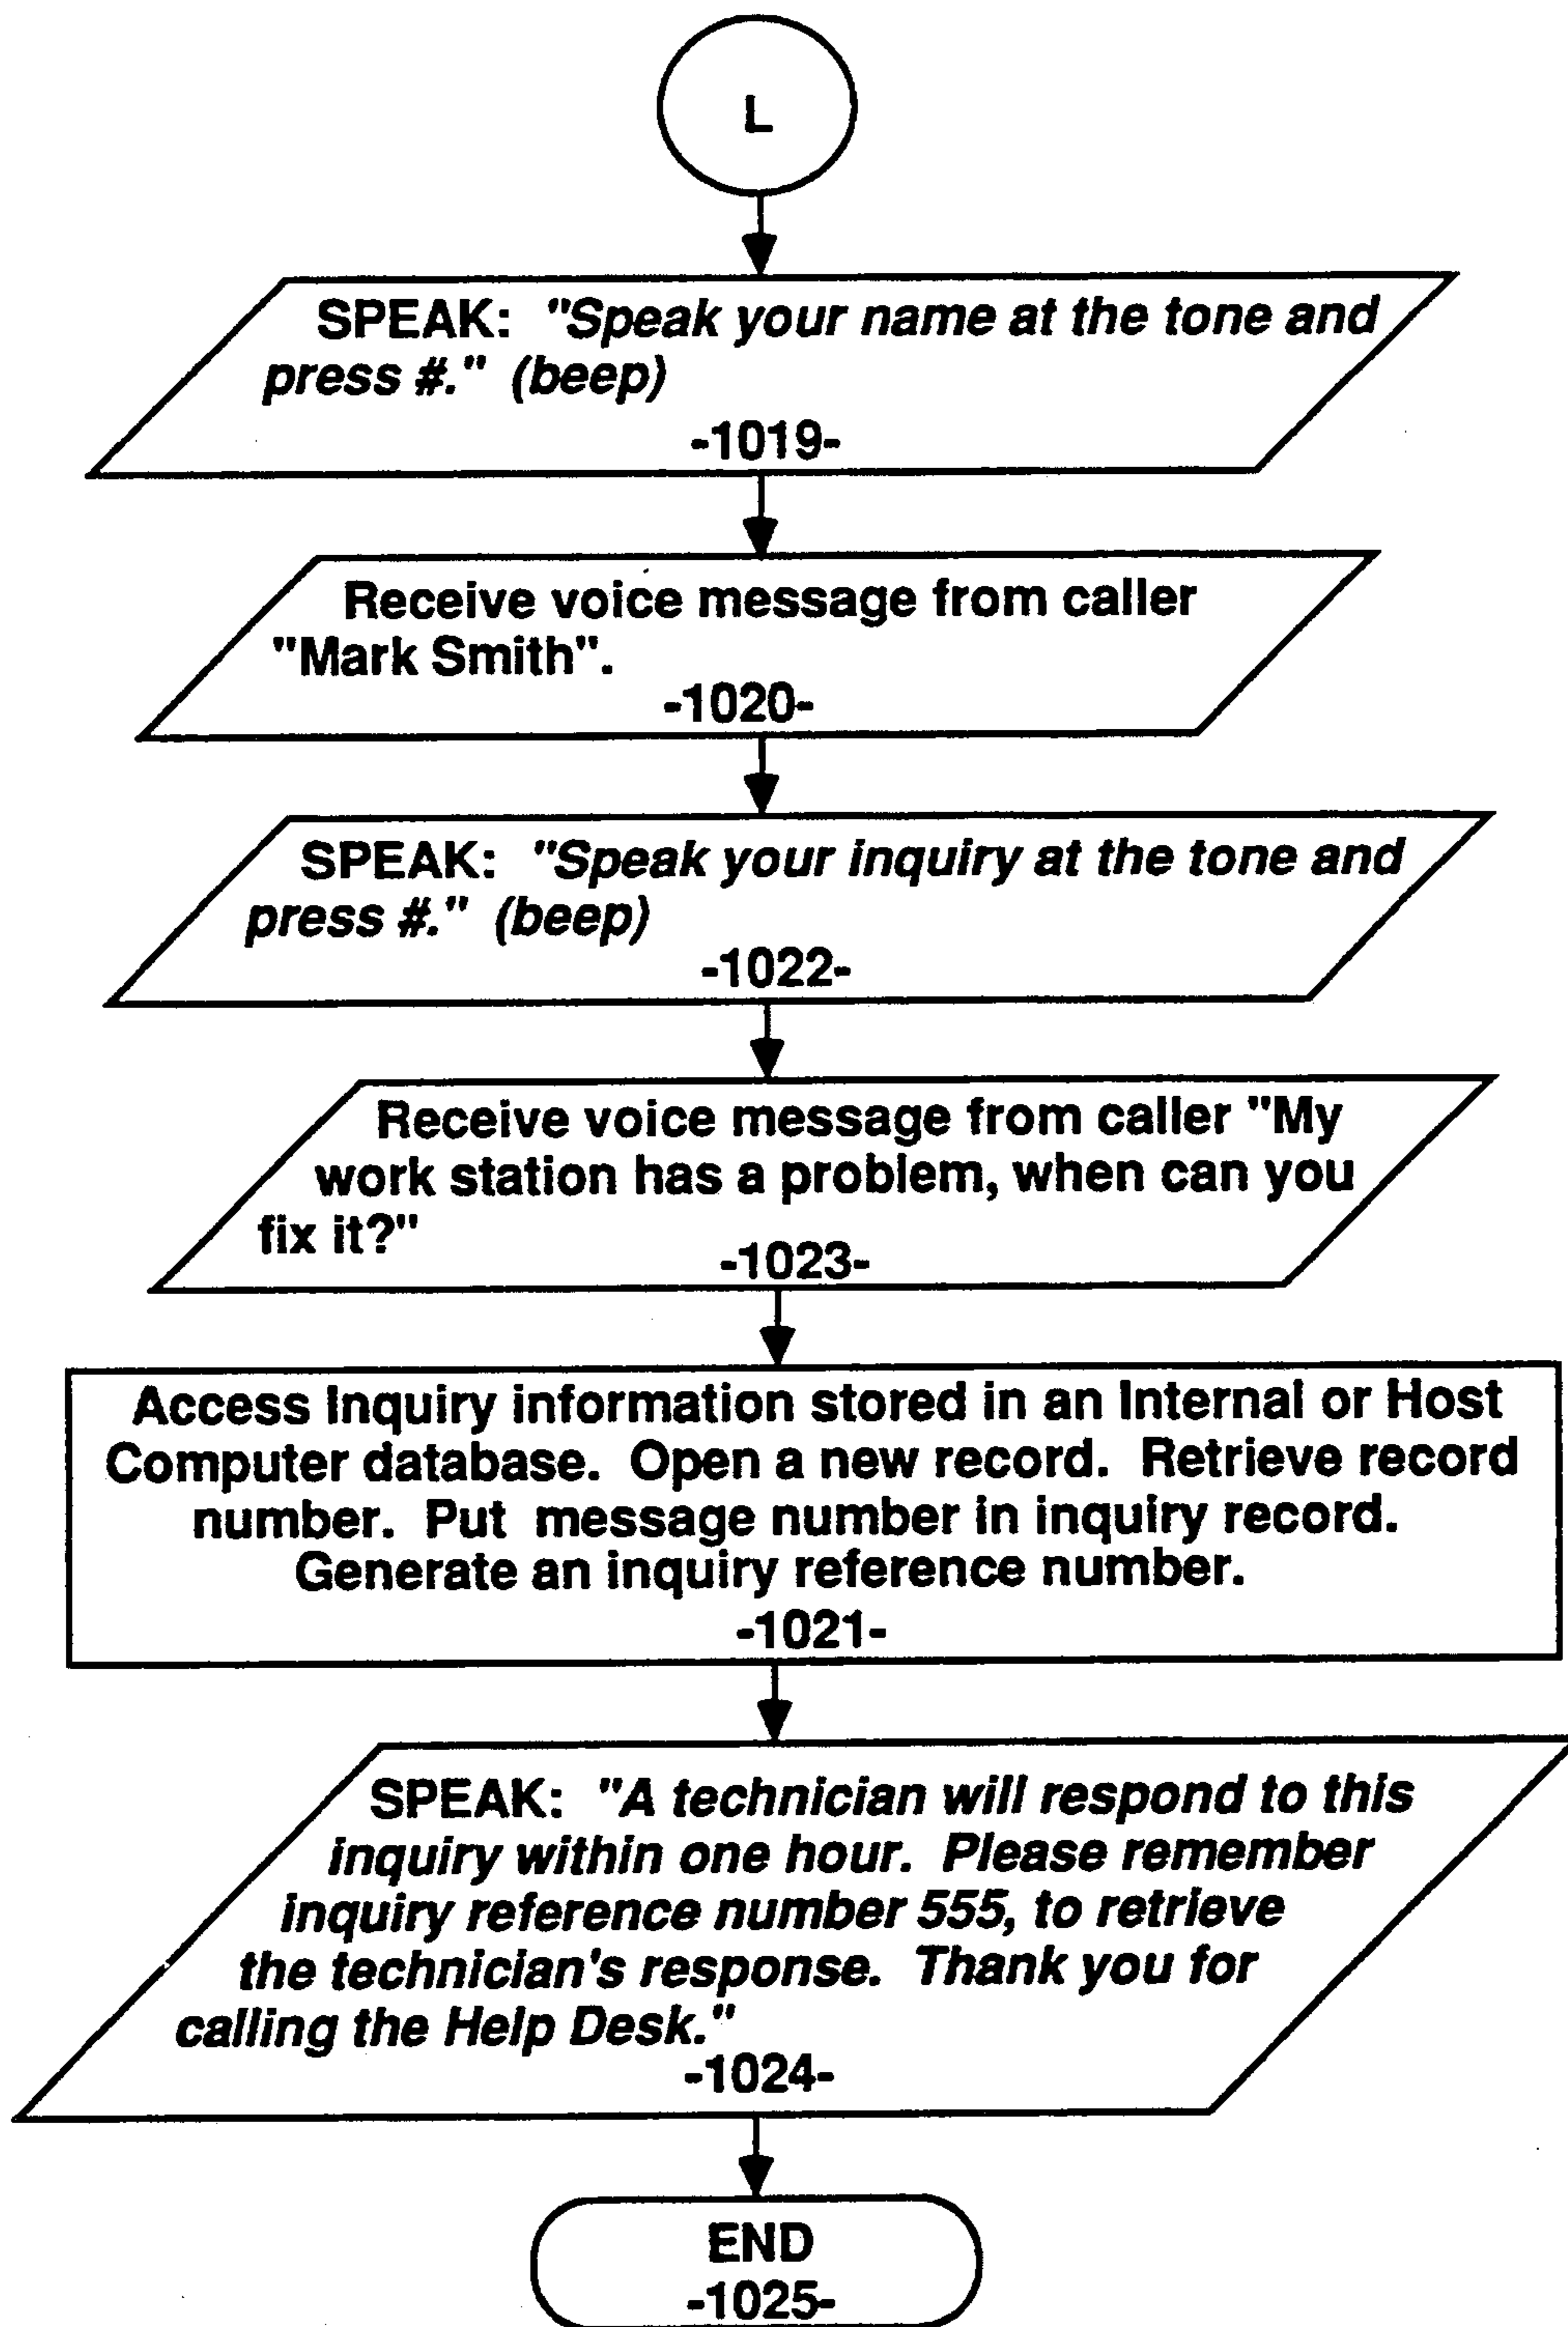 L
SPEAK: "Speak your name at the tone and
press #." (beep)
-1019-
Receive voice message from caller
"Mark Smith".
-1020-
SPEAK: "Speak your inquiry at the tone and
press #." (beep)
-1022-
Receive voice message from caller "My
work station has a problem, when can you
fix it?"
-1023-
Access Inquiry information stored in an Internal or Host
Computer database. Open a new record. Retrieve record
number. Put message number in inquiry record.
Generate an inquiry reference number.
-1021-
SPEAK: "A technician will respond to this
inquiry within one hour. Please remember
inquiry reference number 555, to retrieve
the technician's response. Thank you for
calling the Help Desk."
-1024-
END
-1025-